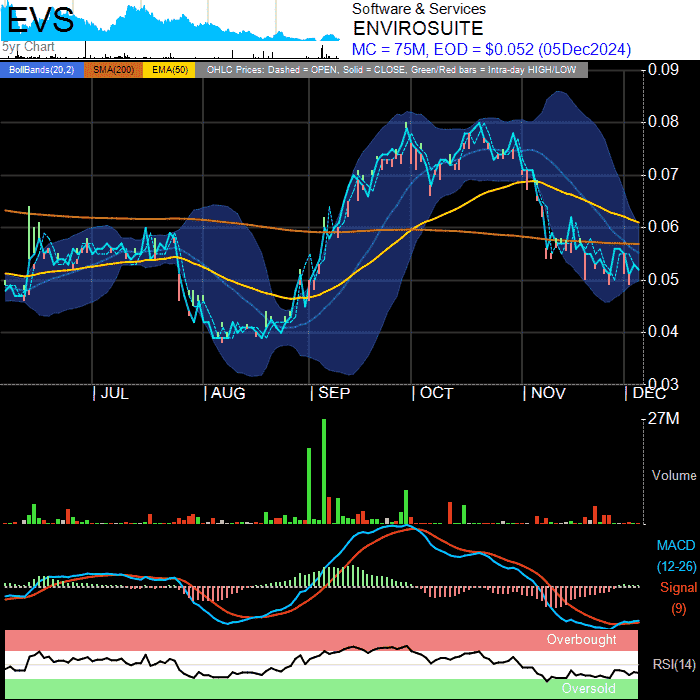 EVS
5yr Chart
Software & Services
ENVIROSUITE
MC = 75M, EOD = $0.052 (05Dec2024)
BollBands(20,2) SMA(200) EMA(50) OHLC Prices: Dashed = OPEN, Solid = CLOSE, Green/Red bars = Intra-day HIGH/LOW
0.09
0.08
0.07
0.06
0.05
0.04
0.03
| JUL | AUG | SEP | OCT | NOV | DEC
27M
Volume
MACD
(12-26)
Signal
(9)
Overbought
RSI(14)
Oversold